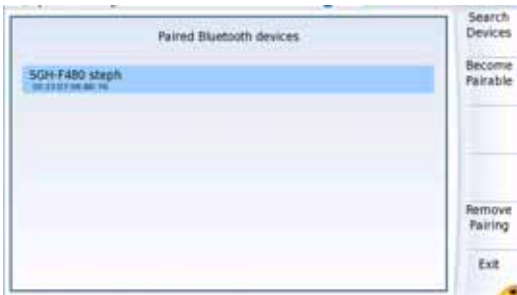 Paired Bluetooth devices
SGH-F480 steph
Search
Devices
Become
Pairable
Remove
Pairing
Exit